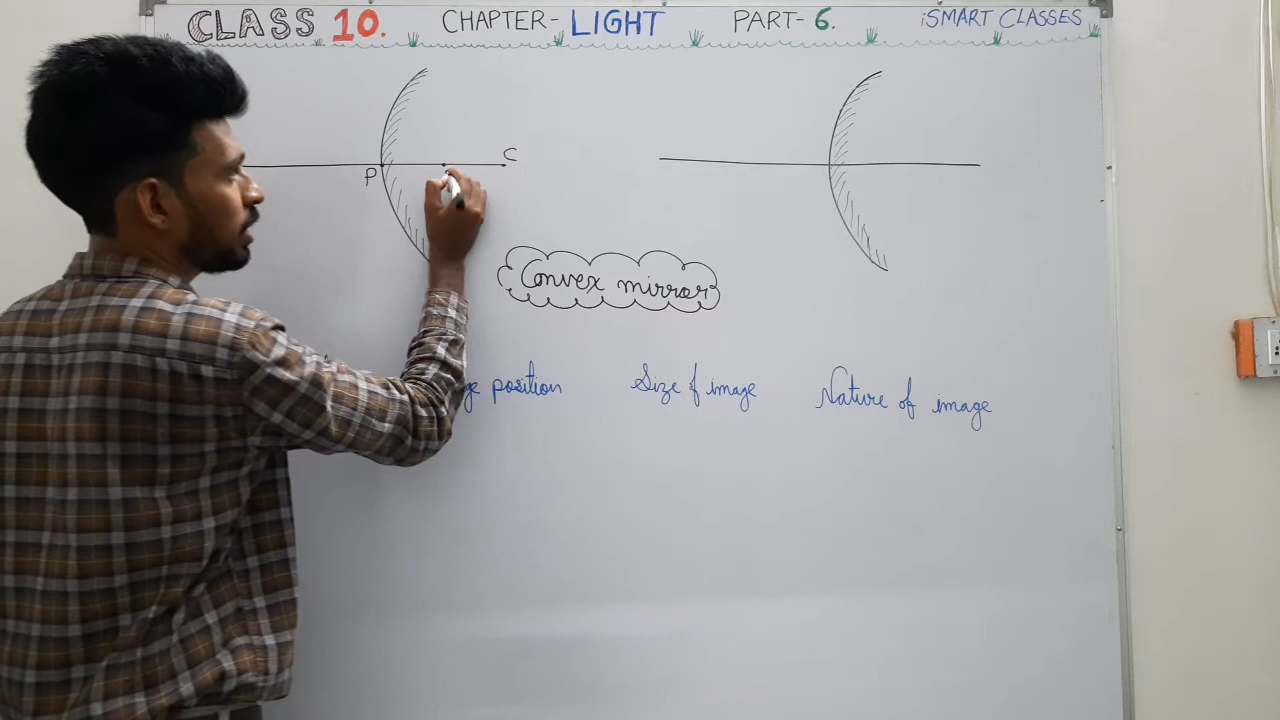 CLASS 10. CHAPTER- LIGHT PART- 6. iSMART CLASSES
C
P
Convex mirror
position Size of image Nature of image